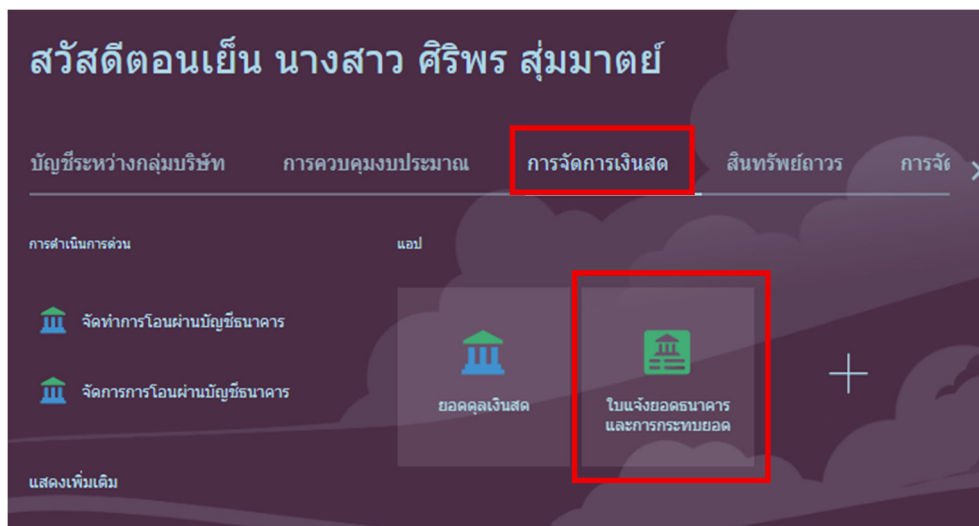 สวัสดีตอนเย็น นางสาว ศิริพร สุ่มมาตย์
บัญชีระหว่างกลุ่มบริษัท การควบคุมงบประมาณ การจัดการเงินสด สินทรัพย์ถาวร การจัด
การดำเนินการด่วน แอป
จัดทำการโอนผ่านบัญชีธนาคาร
จัดการการโอนผ่านบัญชีธนาคาร
ยอดดุลเงินสด
ใบแจ้งยอดธนาคาร
และการกระทบยอด
แสดงเพิ่มเติม